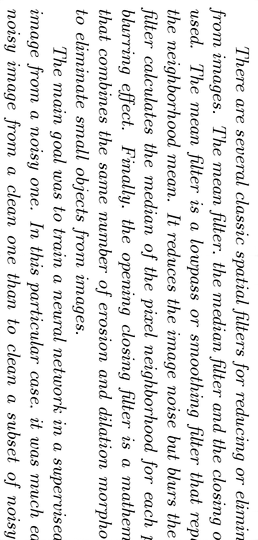 There are several classic spatial filters for reducing or elimin
from images. The mean filter, the median filter and the closing o
used. The mean filter is a lowpass or smoothing filter that rep
the neighborhood mean. It reduces the image noise but blurs the
filter calculates the median of the pixel neighborhood for each p
blurring effect. Finally, the opening closing filter is a mathem
that combines the same number of erosion and dilation morpho
to eliminate small objects from images.
The main goal was to train a neural network in a supervised
image from a noisy one. In this particular case, it was much ea
noisy image from a clean one than to clean a subset of noisy